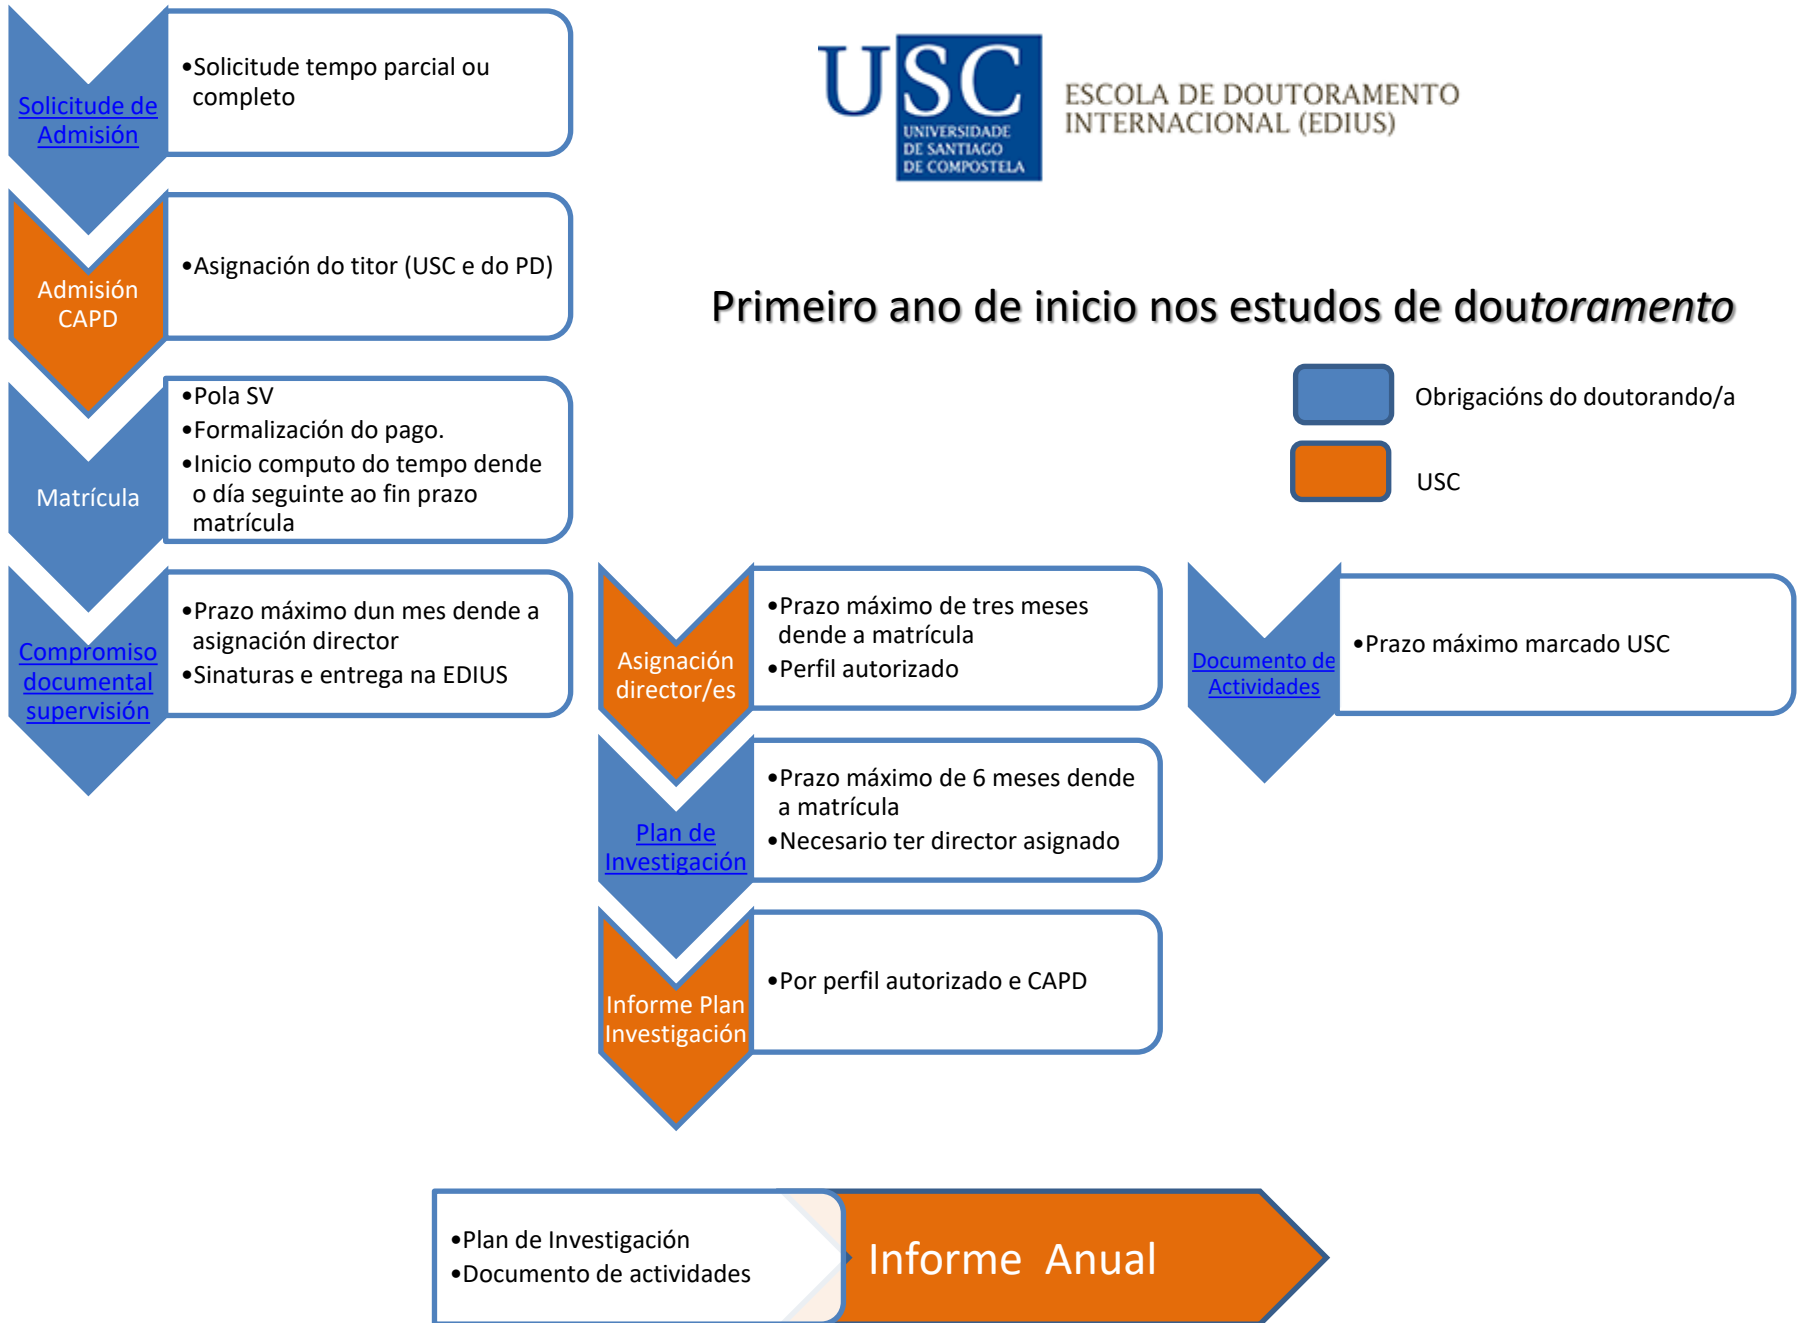 Solicitude de
Admisión
•Solicitude tempo parcial ou
completo
USC
UNIVERSIDADE
DE SANTIAGO
DE COMPOSTELA
ESCOLA DE DOUTORAMENTO
INTERNACIONAL (EDIUS)
Admisión
CAPD
•Asignación do titor (USC e do PD)
Primeiro ano de inicio nos estudos de doutoramento
Obrigacións do doutorando/a
USC
Matrícula
•Pola SV
•Formalización do pago.
•Inicio computo do tempo dende
o día seguinte ao fin prazo
matrícula
Compromiso
documental
supervisión
•Prazo máximo dun mes dende a
asignación director
•Sinaturas e entrega na EDIUS
Asignación
director/es
•Prazo máximo de tres meses
dende a matrícula
•Perfil autorizado
Documento de
Actividades
•Prazo máximo marcado USC
Plan de
Investigación
•Prazo máximo de 6 meses dende
a matrícula
•Necesario ter director asignado
Informe Plan
Investigación
•Por perfil autorizado e CAPD
•Plan de Investigación
•Documento de actividades
Informe Anual